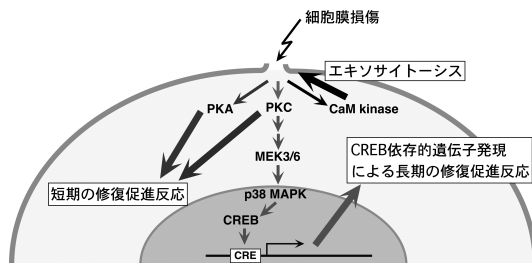 細胞膜損傷
エキソサイトーシス
PKA
PKC
CaM kinase
MEK3/6
CREB依存的遺伝子発現
による長期の修復促進反応
短期の修復促進反応
p38 MAPK
CREB
CRE